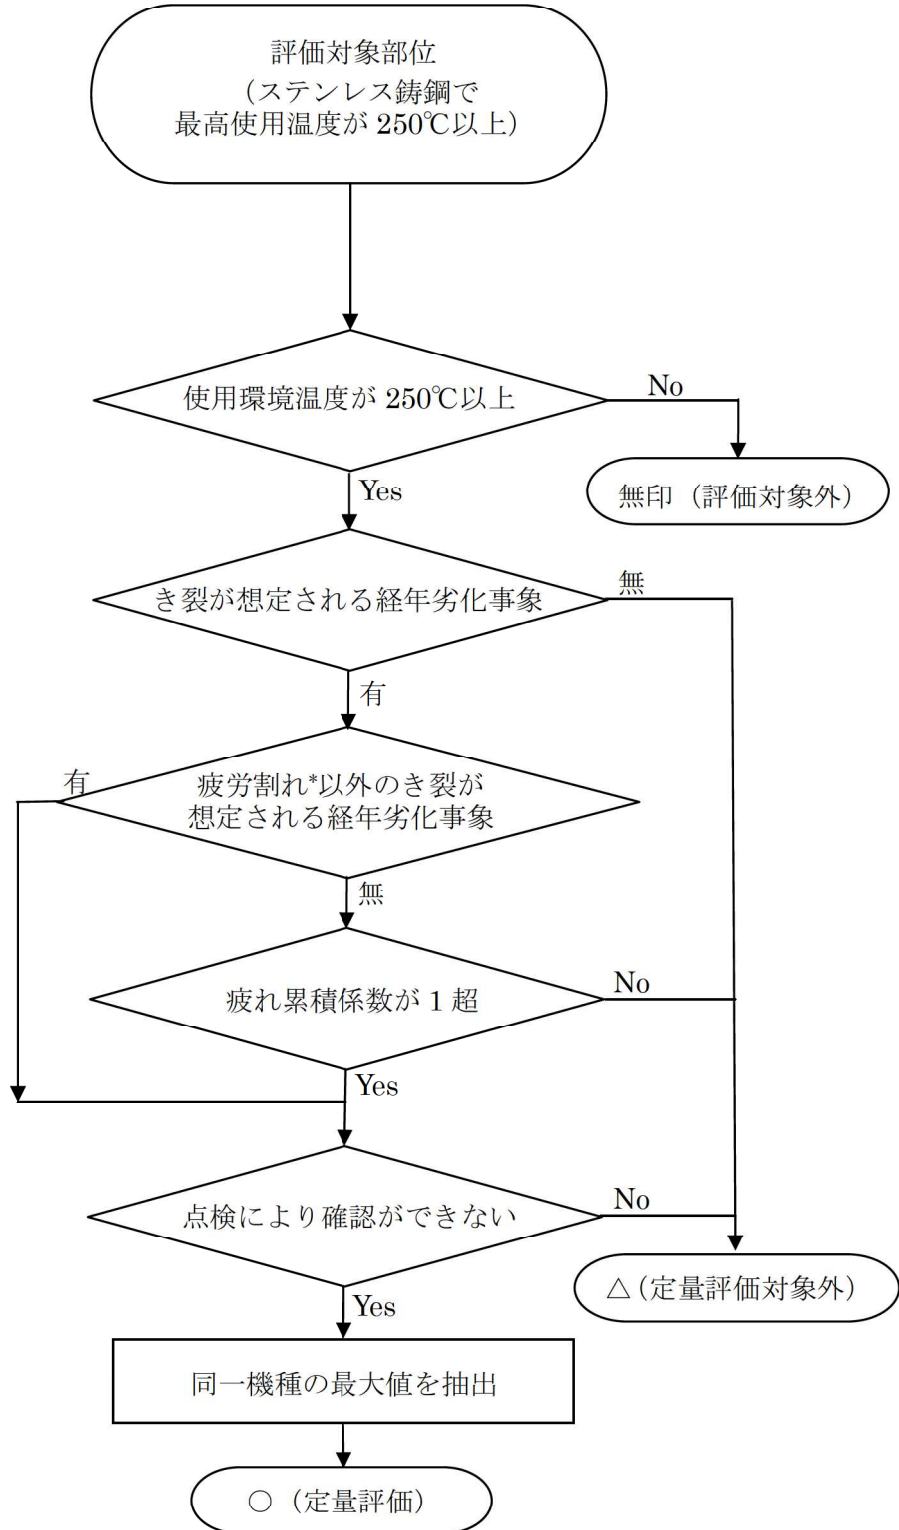 評価対象部位
（ステンレス鋳鋼で
最高使用温度が 250℃以上）
使用環境温度が 250℃以上
No
無印（評価対象外）
Yes
き裂が想定される経年劣化事象
無
有
疲労割れ*以外のき裂が
想定される経年劣化事象
有
無
疲れ累積係数が 1 超
No
Yes
点検により確認ができない
No
△（定量評価対象外）
Yes
同一機種の最大値を抽出
○（定量評価）